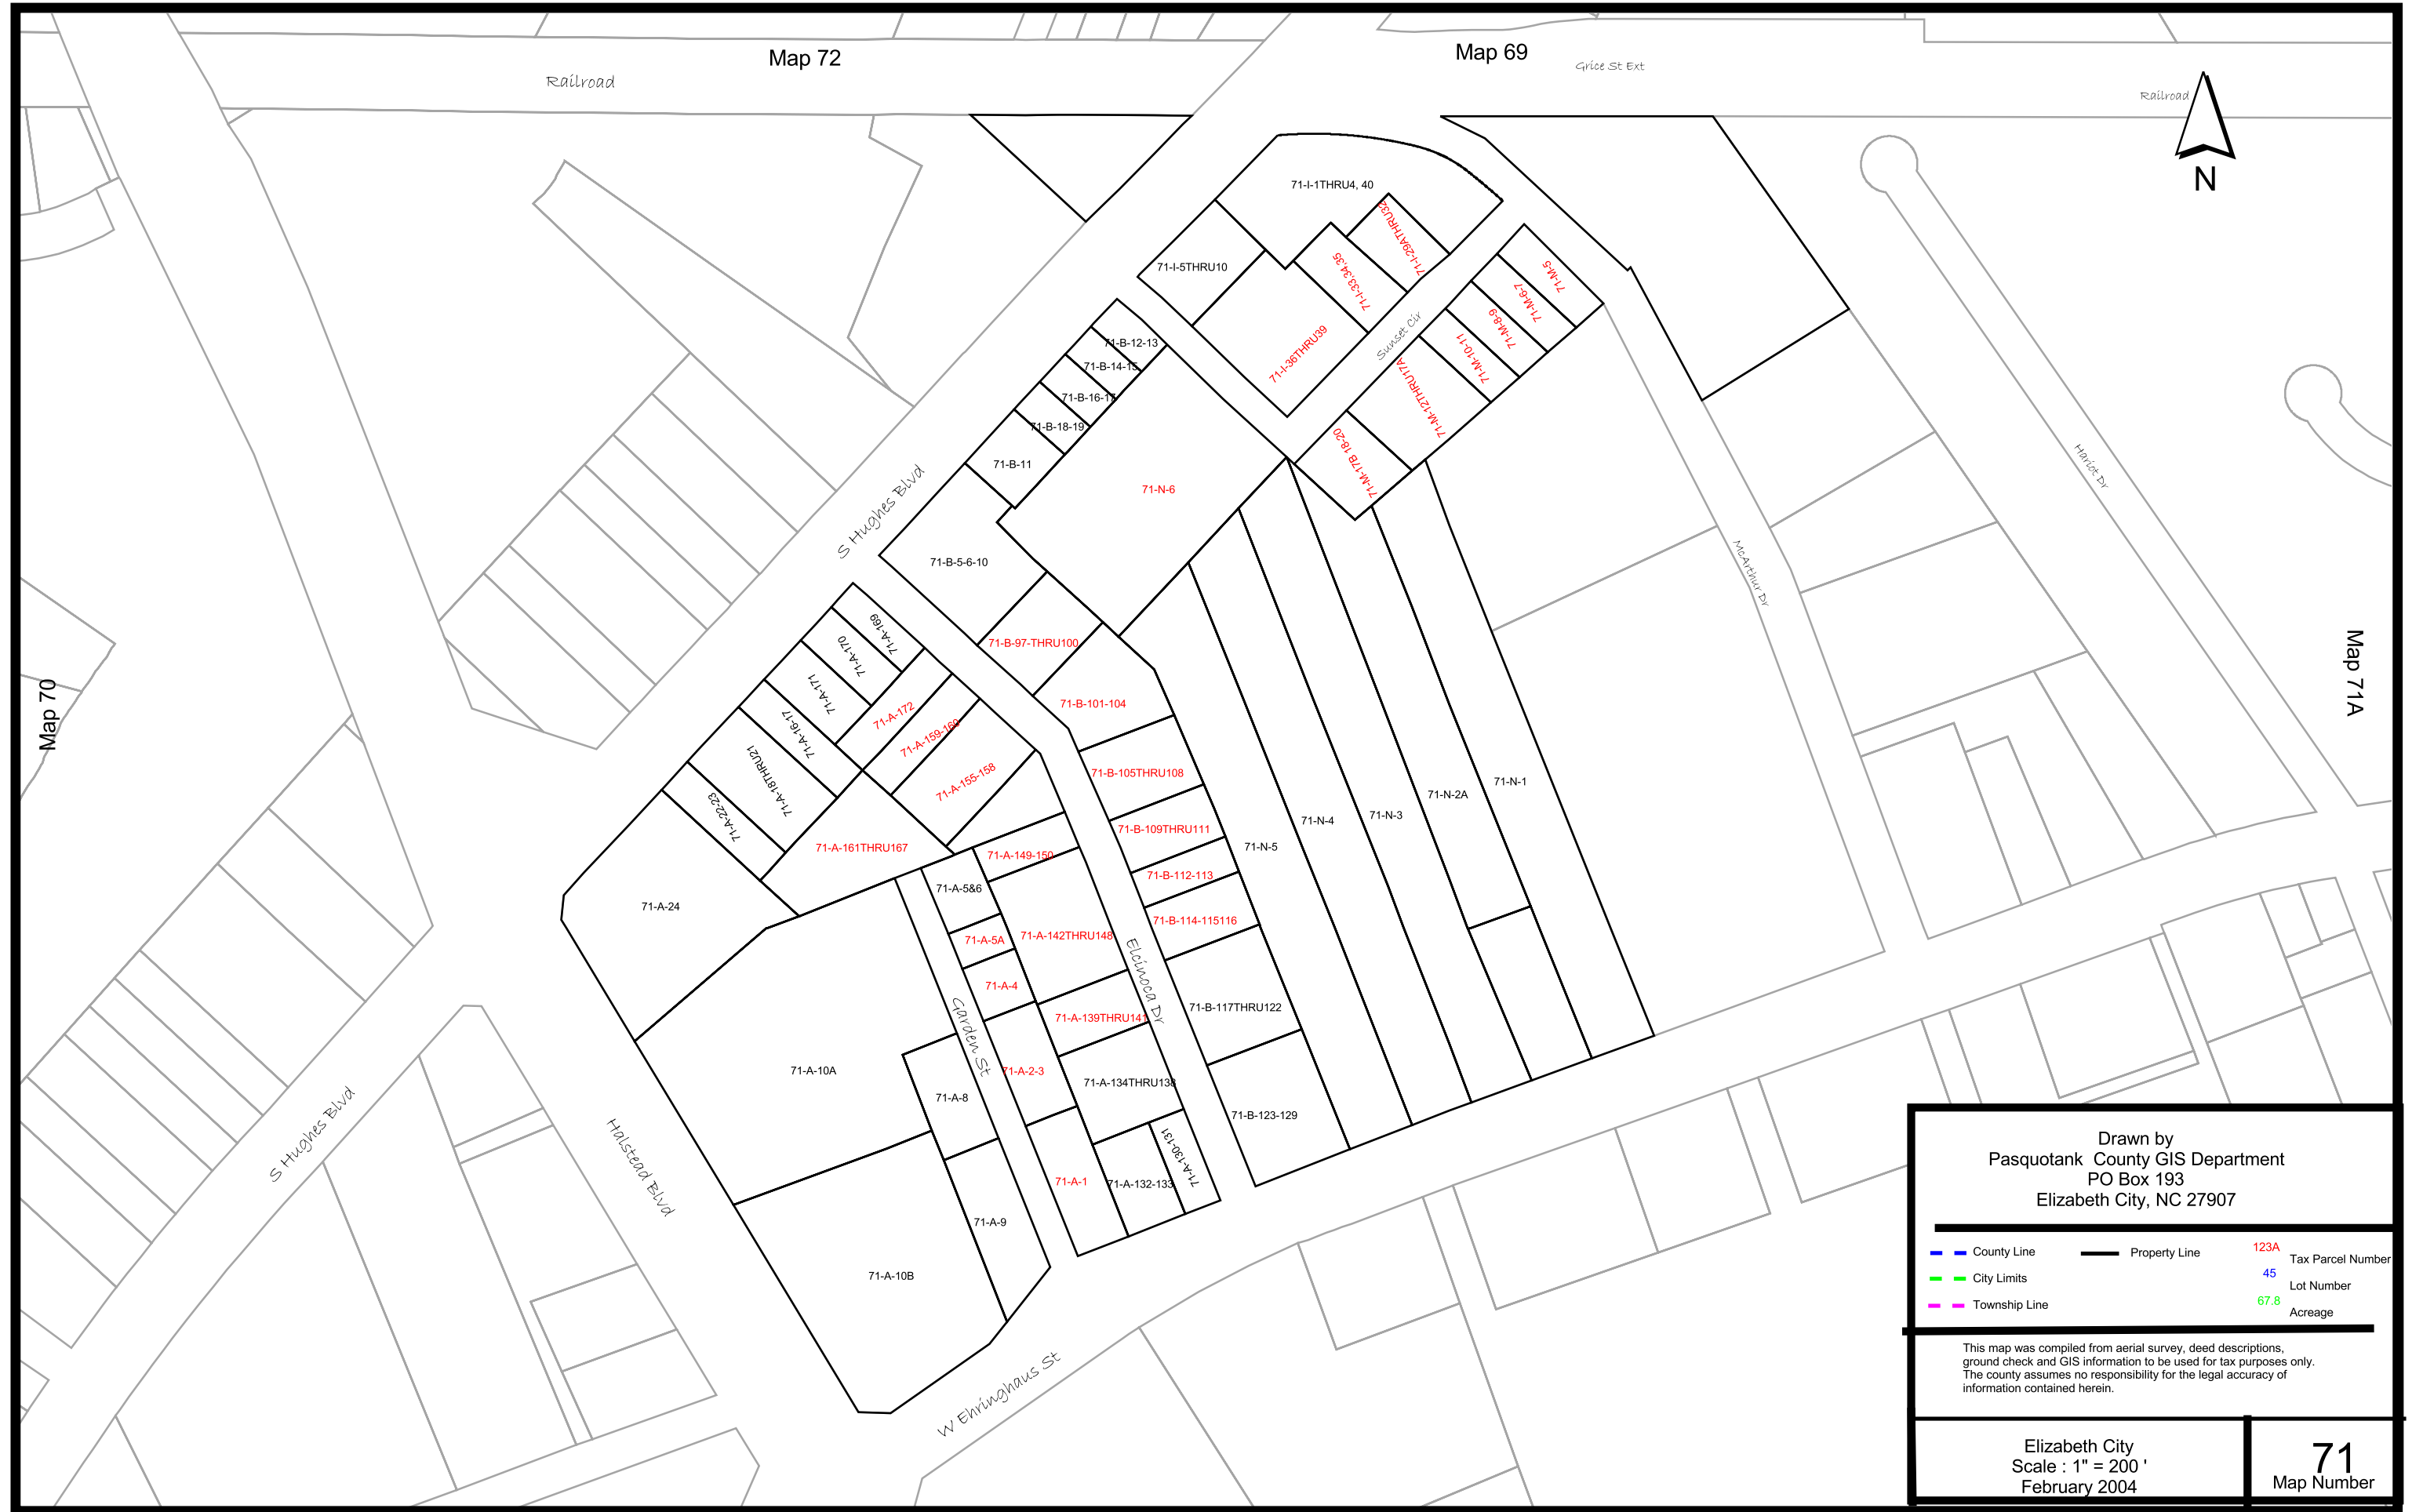 Map 72
Map 69
Railroad
Grice St Ext
Railroad
N
71-I-1THRU4, 40
71-I-29ATHRU32
71-I-5THRU10
71-I-33,34,35
71-M-5
71-M-6-7
71-M-8-9
71-M-10-11
Sunset Cir
71-I-36THRU39
71-B-12-13
71-B-14-15
71-B-16-17
71-B-18-19
71-M-12THRU17A
71-B-11
71-M-17B 18-20
Hariot Dr
S Hughes Blvd
71-N-6
71-B-5-6-10
McArthur Dr
71-A-169
71-A-170
71-B-97-THRU100
Map 71A
Map 70
71-A-171
71-B-101-104
71-A-16-17
71-A-172
71-A-159-160
71-A-18THRU21
71-A-155-158
71-B-105THRU108
71-N-1
71-N-2A
71-N-3
71-N-4
71-A-22-23
71-B-109THRU111
71-A-161THRU167
71-N-5
71-A-149-150
71-B-112-113
71-A-5&6
71-A-24
71-B-114-115116
71-A-142THRU148
71-A-5A
Elcinoca Dr
71-A-4
71-B-117THRU122
71-A-139THRU141
Garden St
71-A-10A
71-A-2-3
71-A-134THRU138
71-A-8
71-B-123-129
S Hughes Blvd
Halstead Blvd
71-A-130-131
71-A-1
71-A-132-133
71-A-9
71-A-10B
W Ehringhaus St
Drawn by
Pasquotank County GIS Department
PO Box 193
Elizabeth City, NC 27907
County Line
Property Line
123A
Tax Parcel Number
City Limits
45
Lot Number
Township Line
67.8
Acreage
This map was compiled from aerial survey, deed descriptions,
ground check and GIS information to be used for tax purposes only.
The county assumes no responsibility for the legal accuracy of
information contained herein.
Elizabeth City
Scale : 1" = 200 '
February 2004
71
Map Number